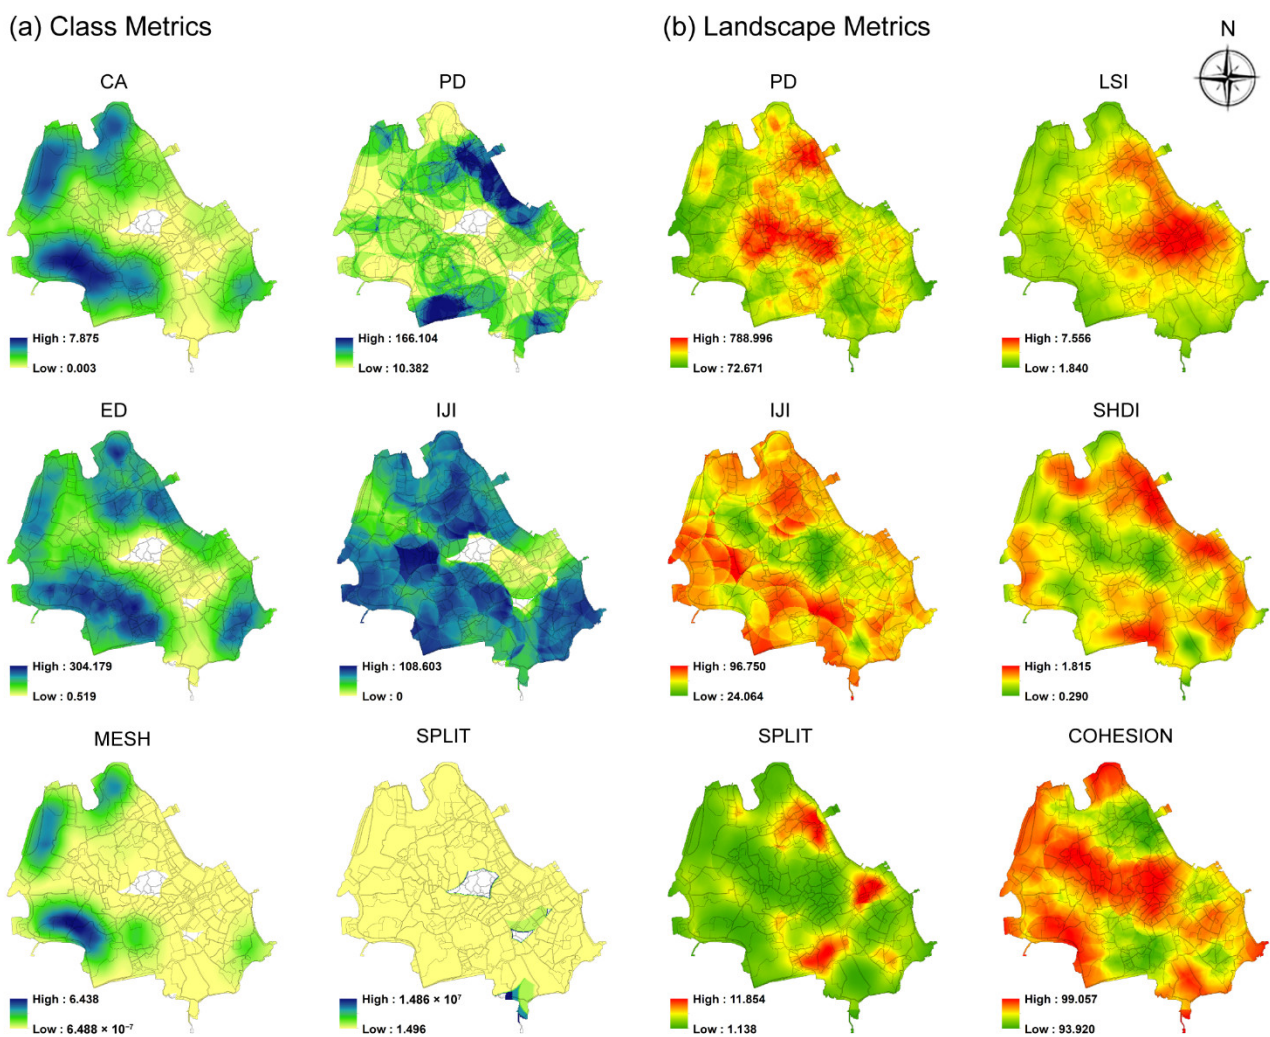 (a) Class Metrics
(b) Landscape Metrics
N
CA
PD
PD
LSI
High : 7.875
Low : 0.003
High : 166.104
Low : 10.382
High : 788.996
Low : 72.671
High : 7.556
Low : 1.840
ED
IJI
IJI
SHDI
High : 304.179
Low : 0.519
High : 108.603
Low : 0
High : 96.750
Low : 24.064
High : 1.815
Low : 0.290
MESH
SPLIT
SPLIT
COHESION
High : 6.438
Low : 6.488 × 10⁻⁷
High : 1.486 × 10⁷
Low : 1.496
High : 11.854
Low : 1.138
High : 99.057
Low : 93.920